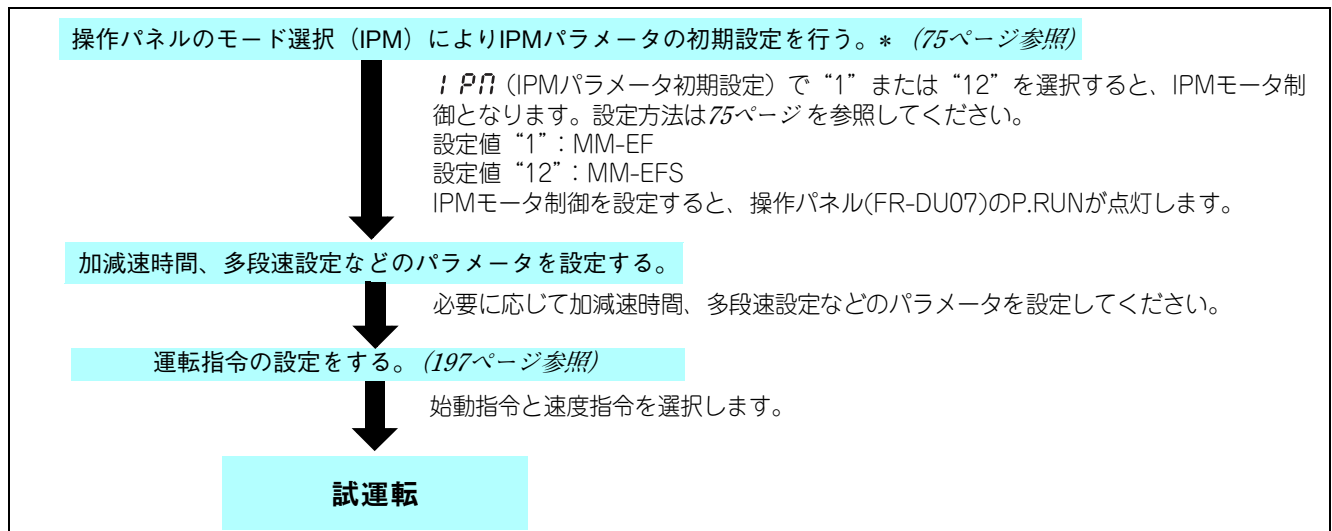 操作パネルのモード選択（IPM）によりIPMパラメータの初期設定を行う。* (75ページ参照)
IPM（IPMパラメータ初期設定）で“1”または“12”を選択すると、IPMモータ制
御となります。設定方法は75ページ を参照してください。
設定値“1”：MM-EF
設定値“12”：MM-EFS
IPMモータ制御を設定すると、操作パネル(FR-DU07)のP.RUNが点灯します。
加減速時間、多段速設定などのパラメータを設定する。
必要に応じて加減速時間、多段速設定などのパラメータを設定してください。
運転指令の設定をする。(197ページ参照)
始動指令と速度指令を選択します。
試運転